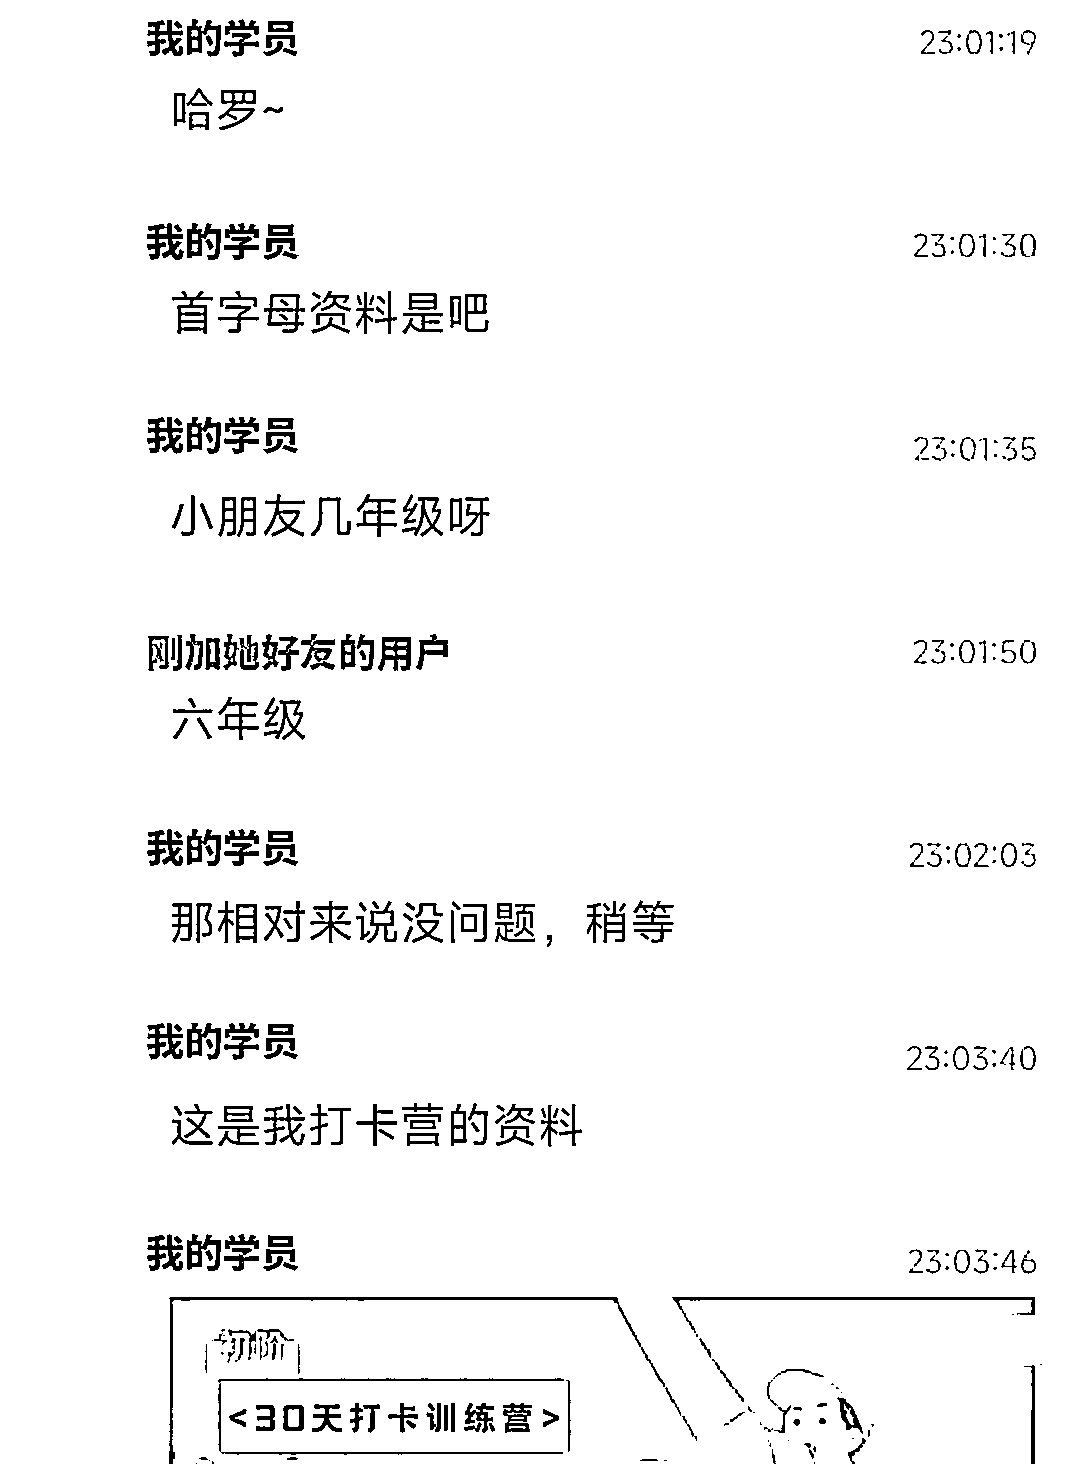 我的学员 23:01:19
哈罗~
我的学员 23:01:30
首字母资料是吧
我的学员 23:01:35
小朋友几年级呀
刚加她好友的用户 23:01:50
六年级
我的学员 23:02:03
那相对来说没问题，稍等
我的学员 23:03:40
这是我打卡营的资料
我的学员 23:03:46
初阶
<30天打卡训练营>